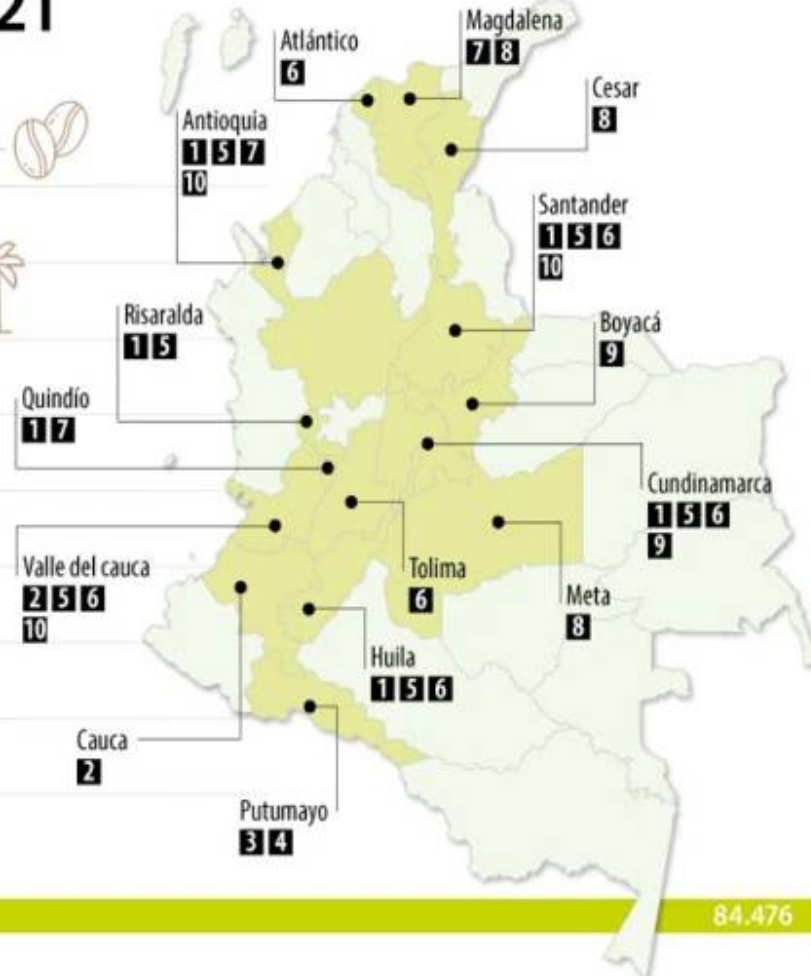 21
Atlántico
6
Magdalena
7 8
Cesar
8
Antioquia
1 5 7
10
Santander
1 5 6
10
Risaralda
1 5
Boyacá
9
Quindío
1 7
Cundinamarca
1 5 6
9
Valle del cauca
2 5 6
10
Tolima
6
Meta
8
Huila
1 5 6
Cauca
2
Putumayo
3 4
84.476